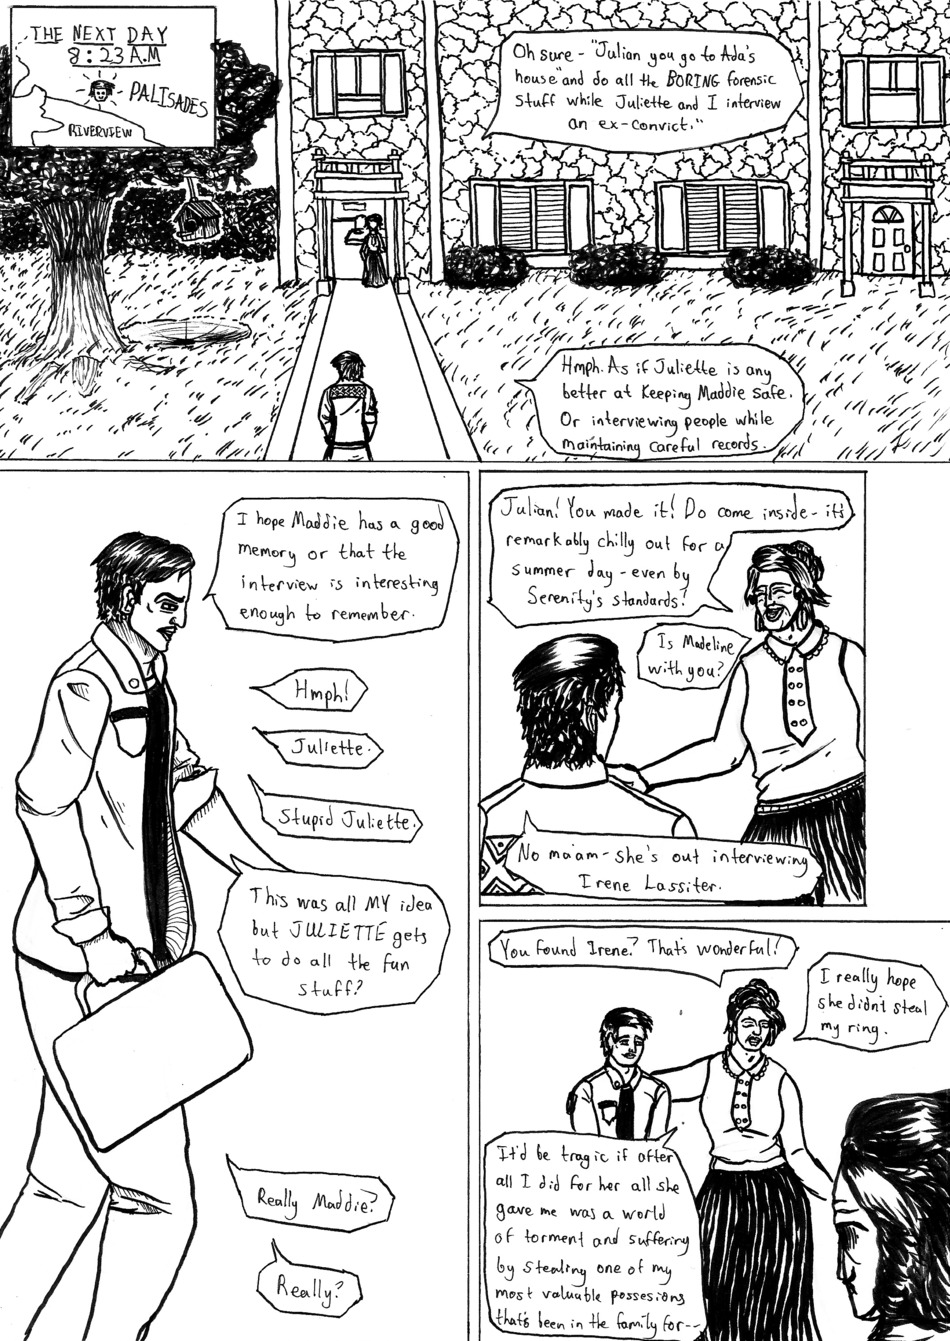 THE NEXT DAY
8:23 A.M
PALISADES
RIVERVIEW
Oh sure - "Julian you go to Ada's
house and do all the BORING forensic
stuff while Juliette and I interview
an ex-convict."
Hmph. As if Juliette is any
better at keeping Maddie safe.
Or interviewing people while
maintaining careful records.
I hope Maddie has a good
memory or that the
interview is interesting
enough to remember.
Hmph!
Juliette.
Stupid Juliette.
This was all MY idea
but JULIETTE gets
to do all the fun
stuff?
Really Maddie?
Really?
Julian! You made it! Do come inside - it's
remarkably chilly out for a
summer day - even by
Serenity's standards!
Is Madeline
with you?
No ma'am - she's out interviewing
Irene Lassiter.
You found Irene? That's wonderful!
I really hope
she didn't steal
my ring.
It'd be tragic if after
all I did for her all she
gave me was a world
of torment and suffering
by stealing one of my
most valuable possesions
that's been in the family for--